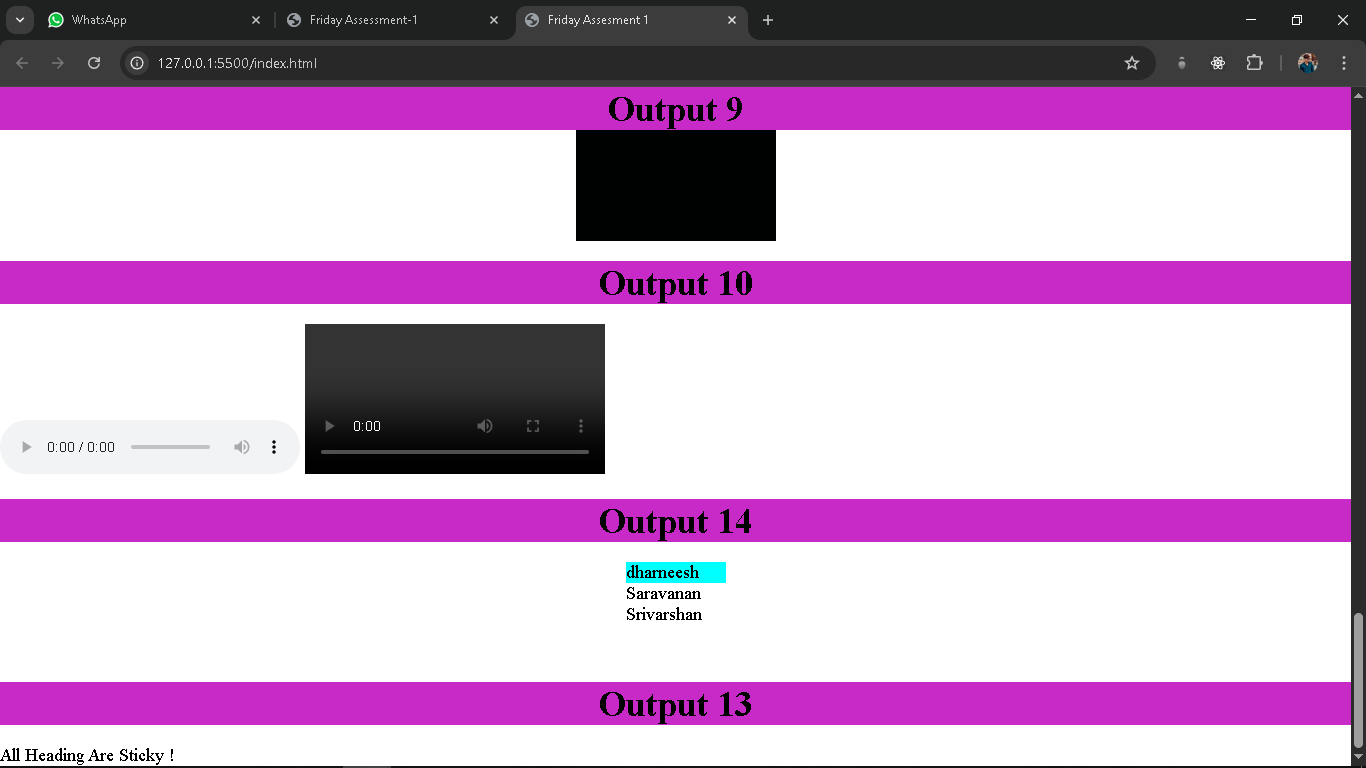 WhatsApp
Friday Assessment-1
Friday Assesment 1
127.0.0.1:5500/index.html
Output 9
Output 10
0:00 / 0:00
0:00
Output 14
dharneesh
Saravanan
Srivarshan
Output 13
All Heading Are Sticky !